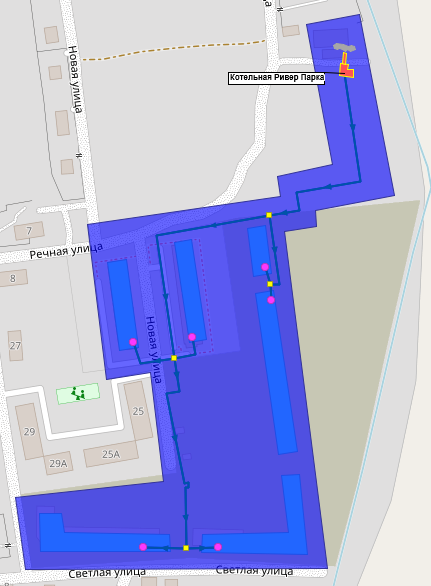 улица
Новая улица
Котельная Ривер Парка
7
Речная улица
8
Новая улица
27
25
29
25А
29А
Светлая улица
Светлая улица